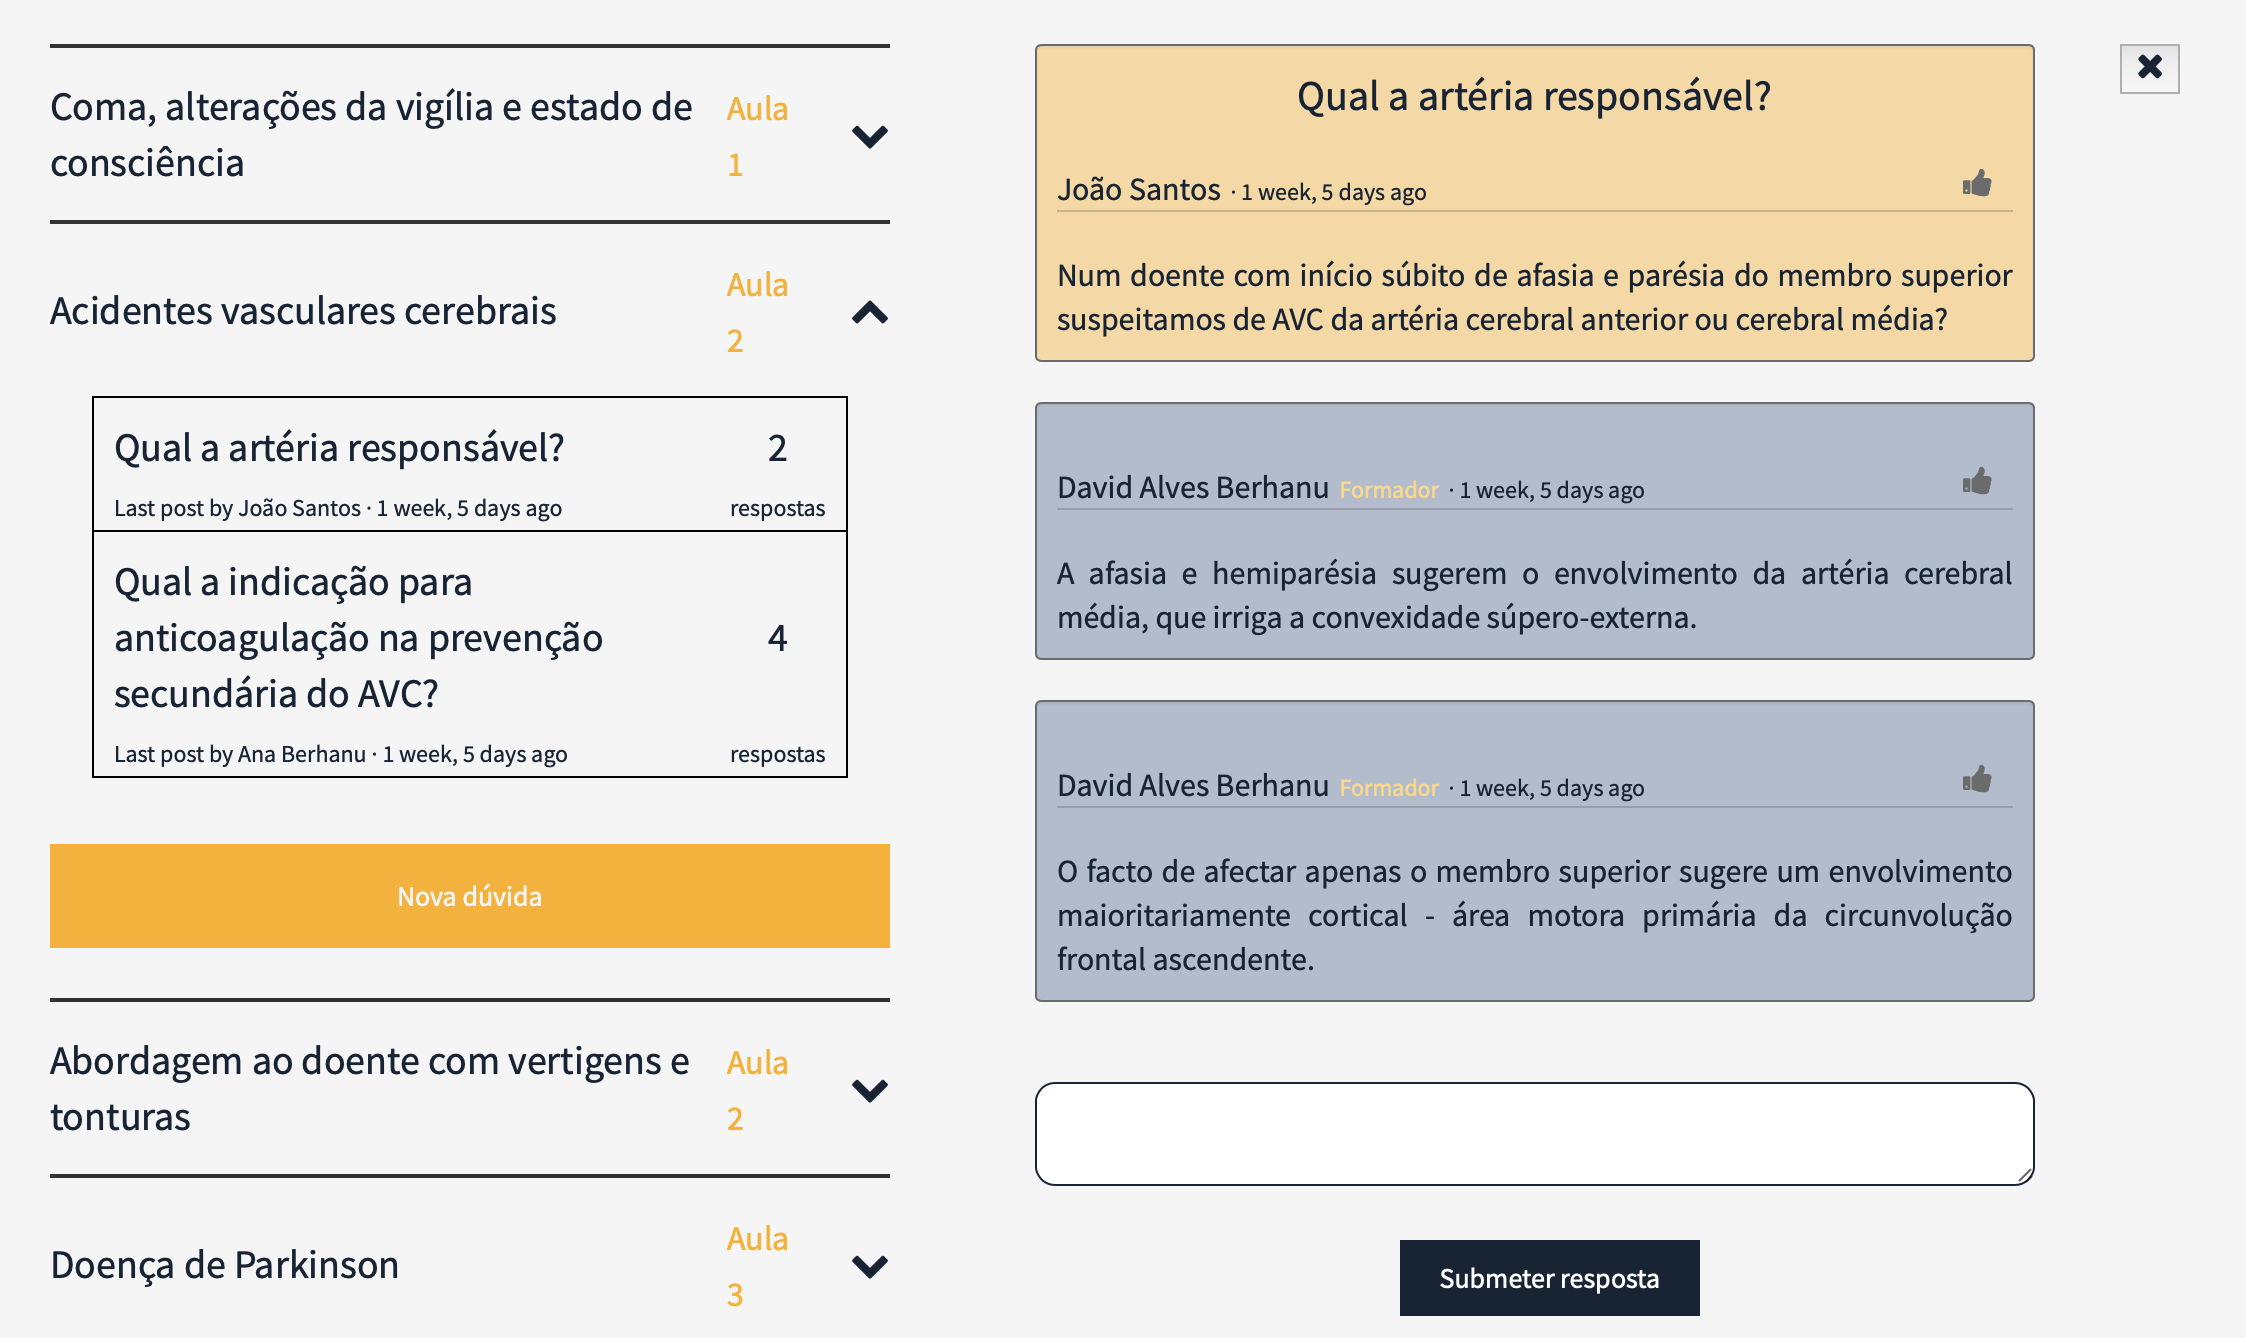 Coma, alterações da vigília e estado de
consciência
Aula
1
Acidentes vasculares cerebrais
Aula
2
Qual a artéria responsável?
2
Last post by João Santos · 1 week, 5 days ago
respostas
Qual a indicação para
anticoagulação na prevenção
secundária do AVC?
4
Last post by Ana Berhanu · 1 week, 5 days ago
respostas
Nova dúvida
Abordagem ao doente com vertigens e
tonturas
Aula
2
Doença de Parkinson
Aula
3
Qual a artéria responsável?
João Santos · 1 week, 5 days ago
Num doente com início súbito de afasia e parésia do membro superior
suspeitamos de AVC da artéria cerebral anterior ou cerebral média?
David Alves Berhanu Formador · 1 week, 5 days ago
A afasia e hemiparésia sugerem o envolvimento da artéria cerebral
média, que irriga a convexidade súpero-externa.
David Alves Berhanu Formador · 1 week, 5 days ago
O facto de afectar apenas o membro superior sugere um envolvimento
maioritariamente cortical - área motora primária da circunvolução
frontal ascendente.
Submeter resposta